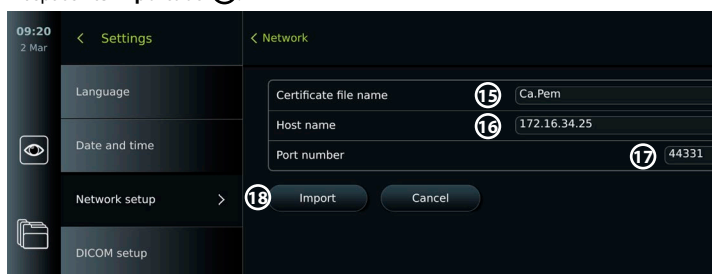 09:20
2 Mar
Settings
Network
Language
Date and time
Network setup
DICOM setup
Certificate file name 15 Ca.Pem
Host name 16 172.16.34.25
Port number 17 44331
18 Import Cancel